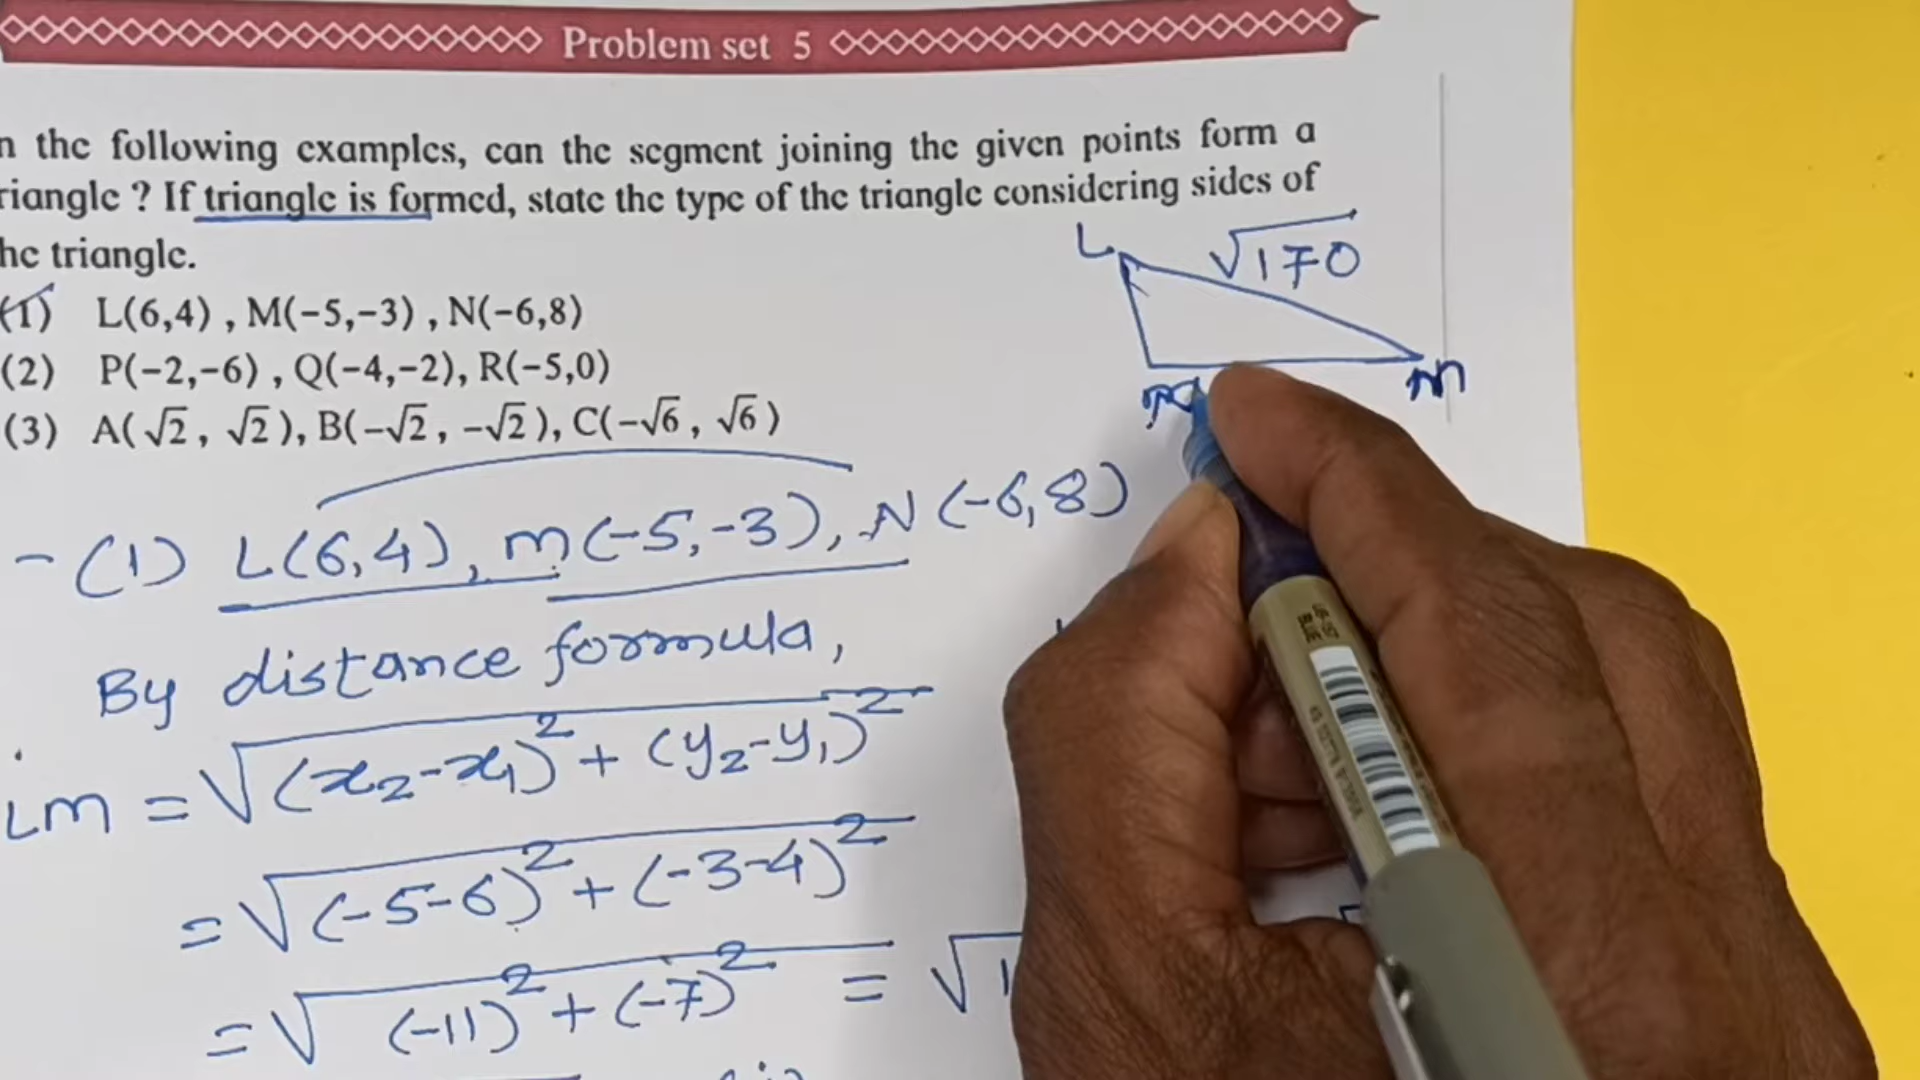 Problem set 5
n the following examples, can the segment joining the given points form a
riangle ? If triangle is formed, state the type of the triangle considering sides of
he triangle.
(1) L(6,4) , M(-5,-3) , N(-6,8)
(2) P(-2,-6) , Q(-4,-2), R(-5,0)
(3) A(√2, √2), B(-√2, -√2), C(-√6, √6)
L √170
M
- (1) L(6,4), m(-5,-3), N(-6,8)
By distance formula,
Lm = √(x₂-x₁)² + (y₂-y₁)²
= √(-5-6)² + (-3-4)²
= √(-11)² + (-7)² = √1